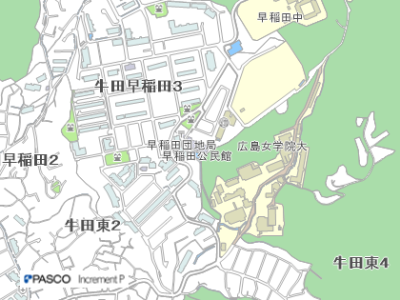 早稲田中
牛田早稲田3
早稲田団地局
早稲田公民館
広島女学院大
早稲田2
牛田東2
牛田東4
PASCO Increment P